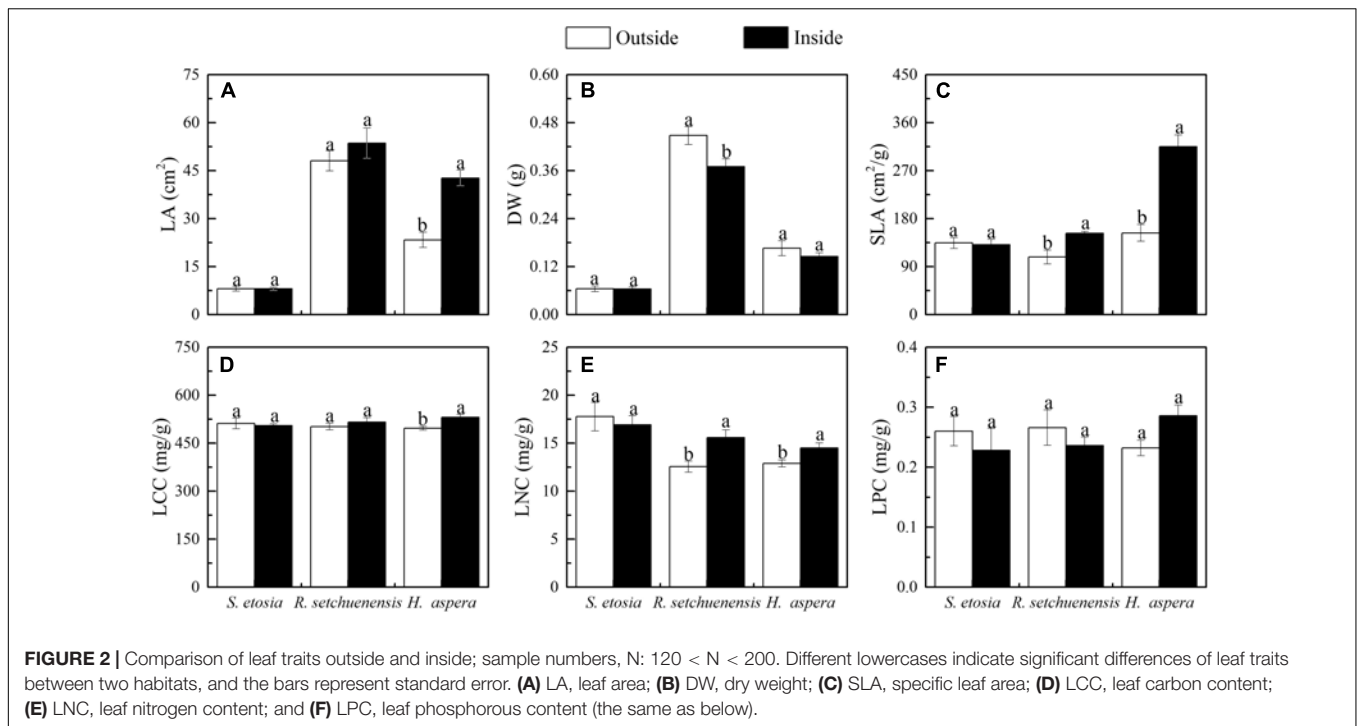 Outside Inside
A
75
60
45
30
15
0
LA (cm²)
a a a a b a
B
0.60
0.48
0.36
0.24
0.12
0.00
DW (g)
a a a b a a
C
450
360
270
180
90
0
SLA (cm²/g)
a a b a b a
D
750
600
450
300
150
0
LCC (mg/g)
a a a a b a
S. etosia R. setchuenensis H. aspera
E
25
20
15
10
5
0
LNC (mg/g)
a a b a b a
S. etosia R. setchuenensis H. aspera
F
0.4
0.3
0.2
0.1
0.0
LPC (mg/g)
a a a a a a
S. etosia R. setchuenensis H. aspera
FIGURE 2 | Comparison of leaf traits outside and inside; sample numbers, N: 120 < N < 200. Different lowercases indicate significant differences of leaf traits
between two habitats, and the bars represent standard error. (A) LA, leaf area; (B) DW, dry weight; (C) SLA, specific leaf area; (D) LCC, leaf carbon content;
(E) LNC, leaf nitrogen content; and (F) LPC, leaf phosphorous content (the same as below).